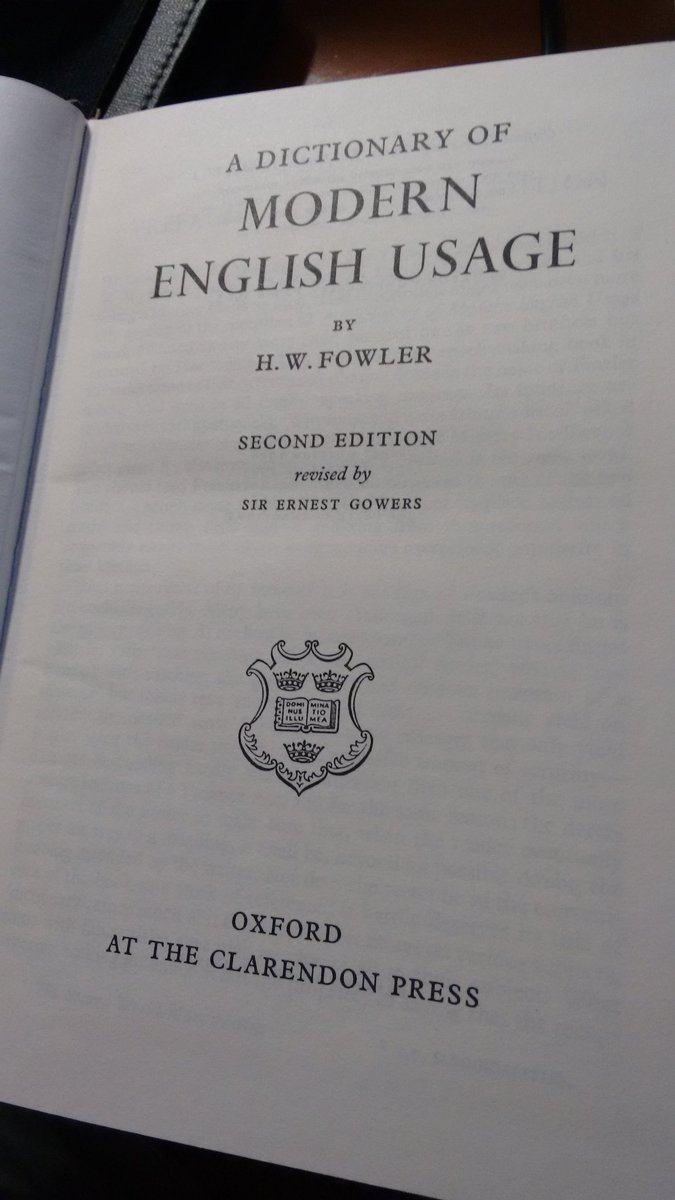 A DICTIONARY OF
MODERN
ENGLISH USAGE
BY
H. W. FOWLER
SECOND EDITION
revised by
SIR ERNEST GOWERS
DOMI MINA
NUS TIO
ILLU MEA
OXFORD
AT THE CLARENDON PRESS